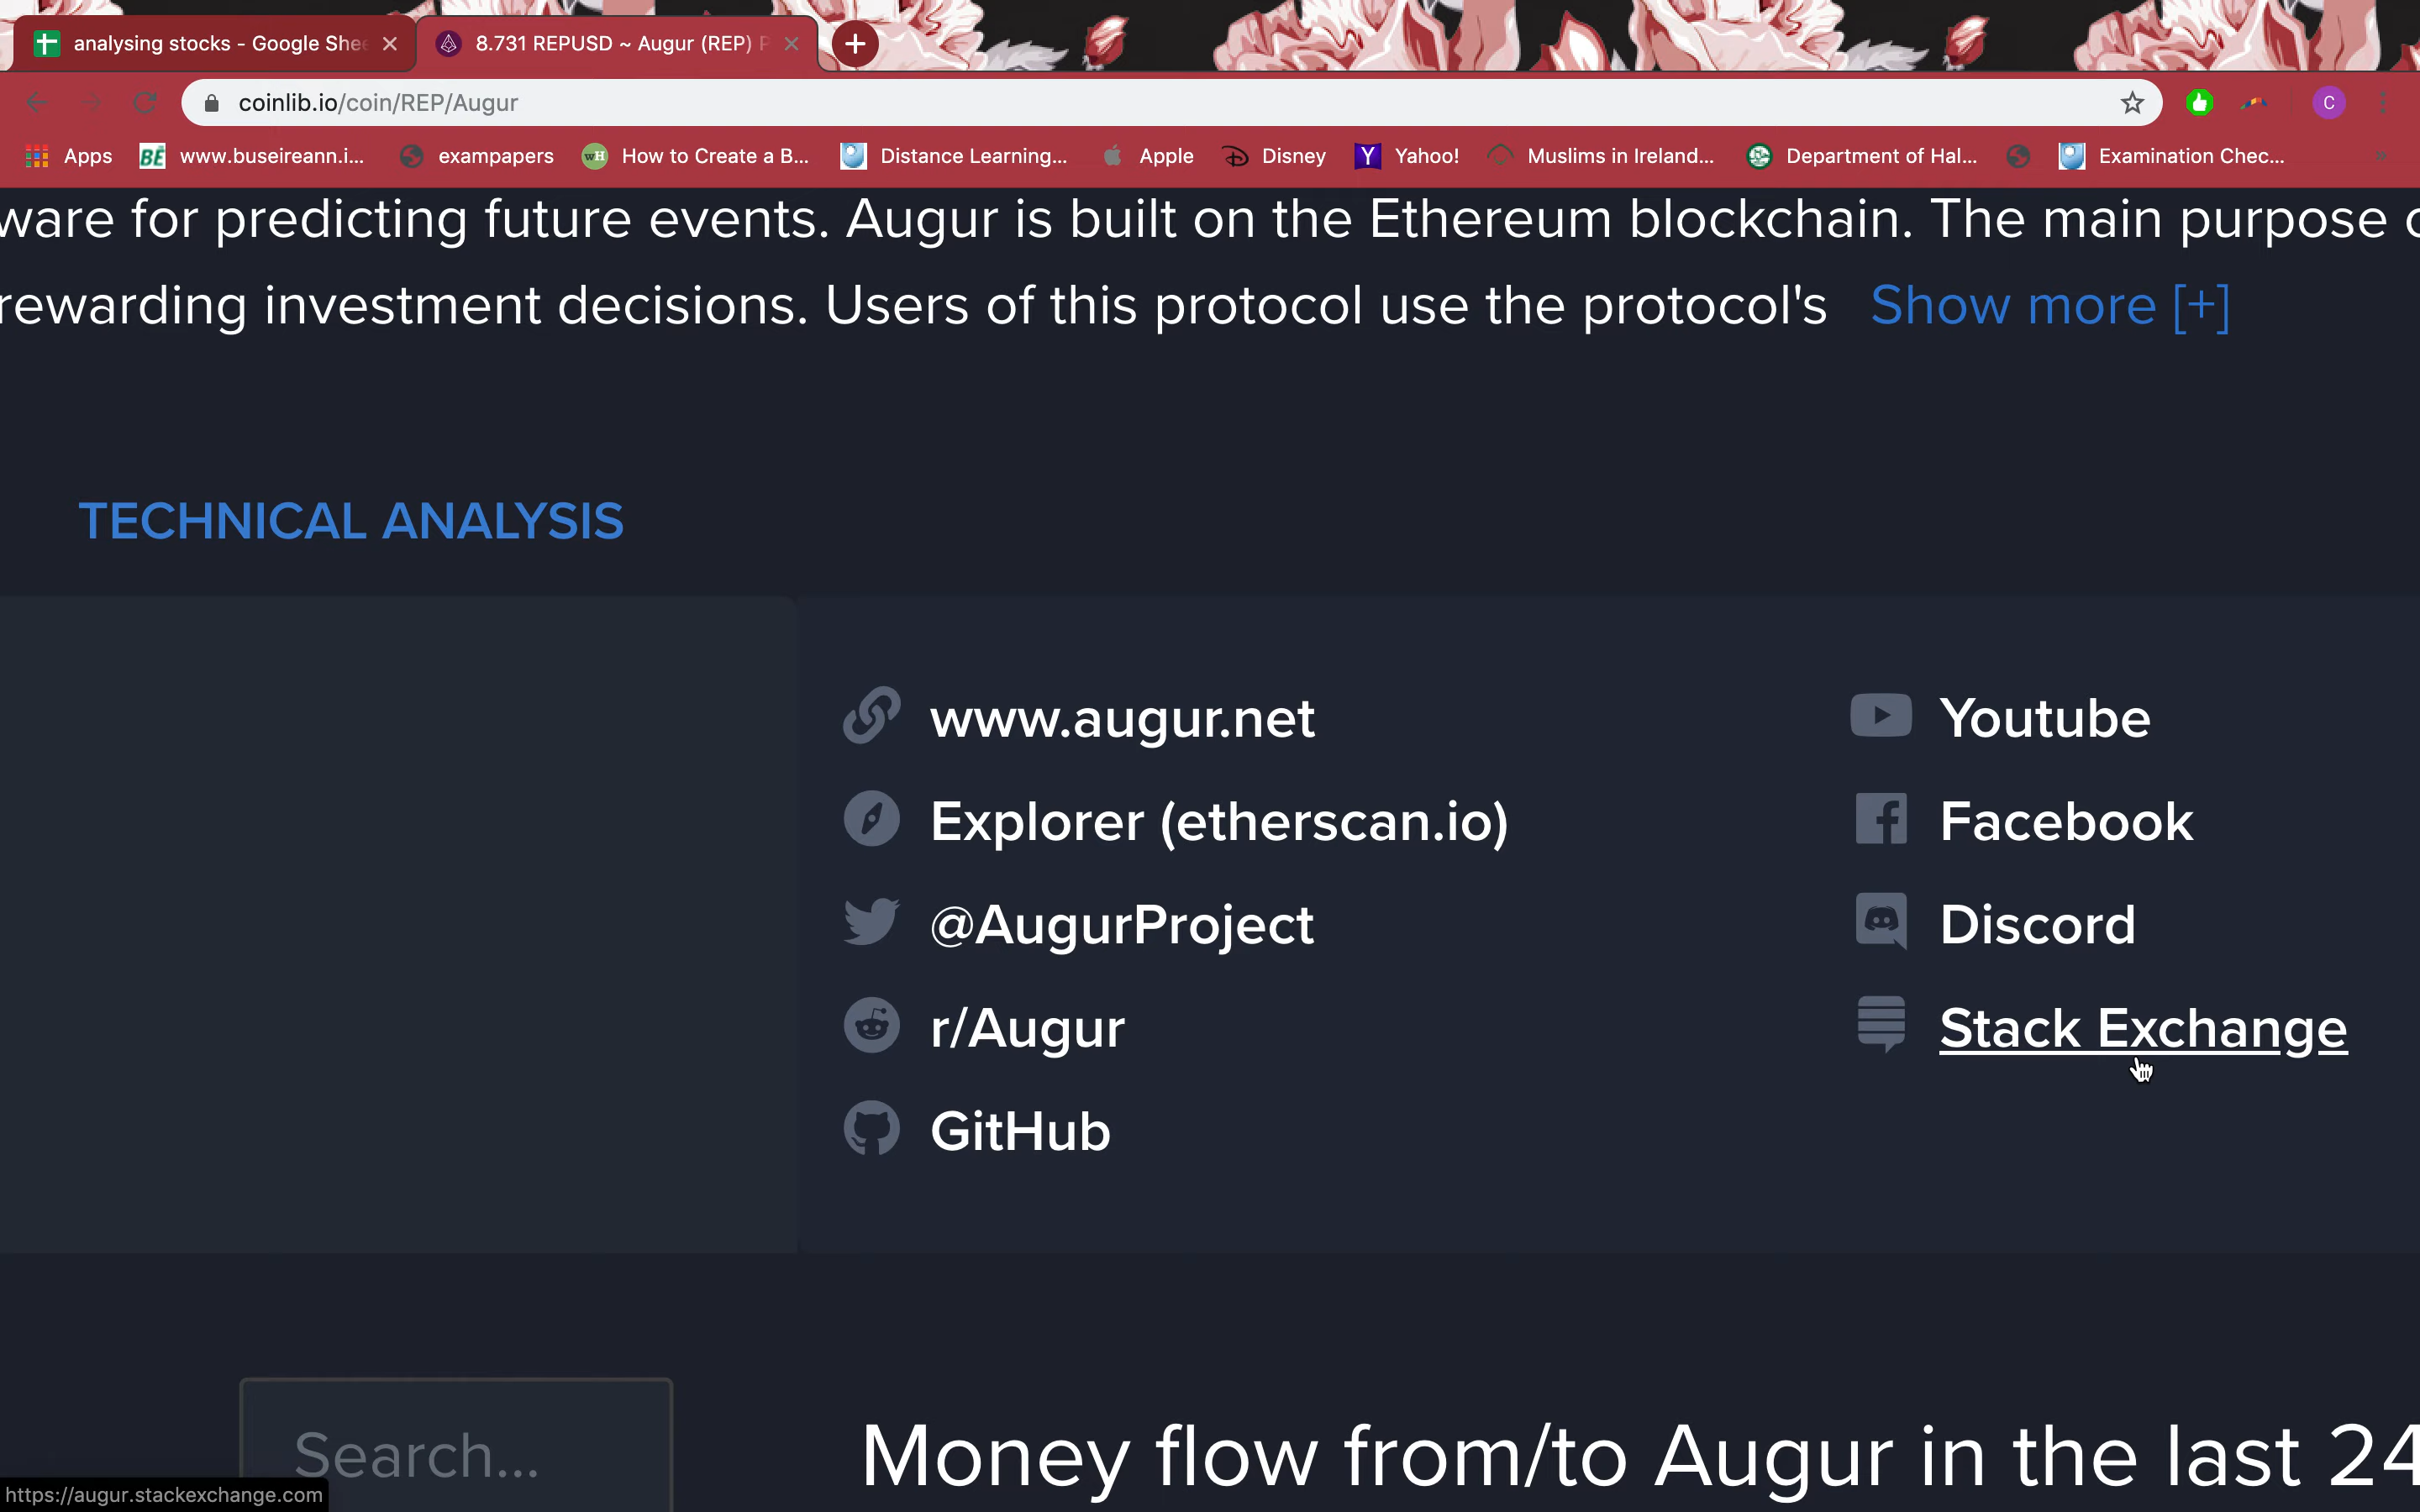 analysing stocks - Google She
8.731 REPUSD ~ Augur (REP)
coinlib.io/coin/REP/Augur
C
Apps
BÉ
www.buseireann.i...
exampapers
wH
How to Create a B...
Distance Learning...
Apple
Disney
Y
Yahoo!
Muslims in Ireland...
Department of Hal...
Examination Chec...
ware for predicting future events. Augur is built on the Ethereum blockchain. The main purpose
rewarding investment decisions. Users of this protocol use the protocol's Show more [+]
TECHNICAL ANALYSIS
www.augur.net
Youtube
Explorer (etherscan.io)
Facebook
@AugurProject
Discord
r/Augur
Stack Exchange
GitHub
Search...
Money flow from/to Augur in the last 24
https://augur.stackexchange.com